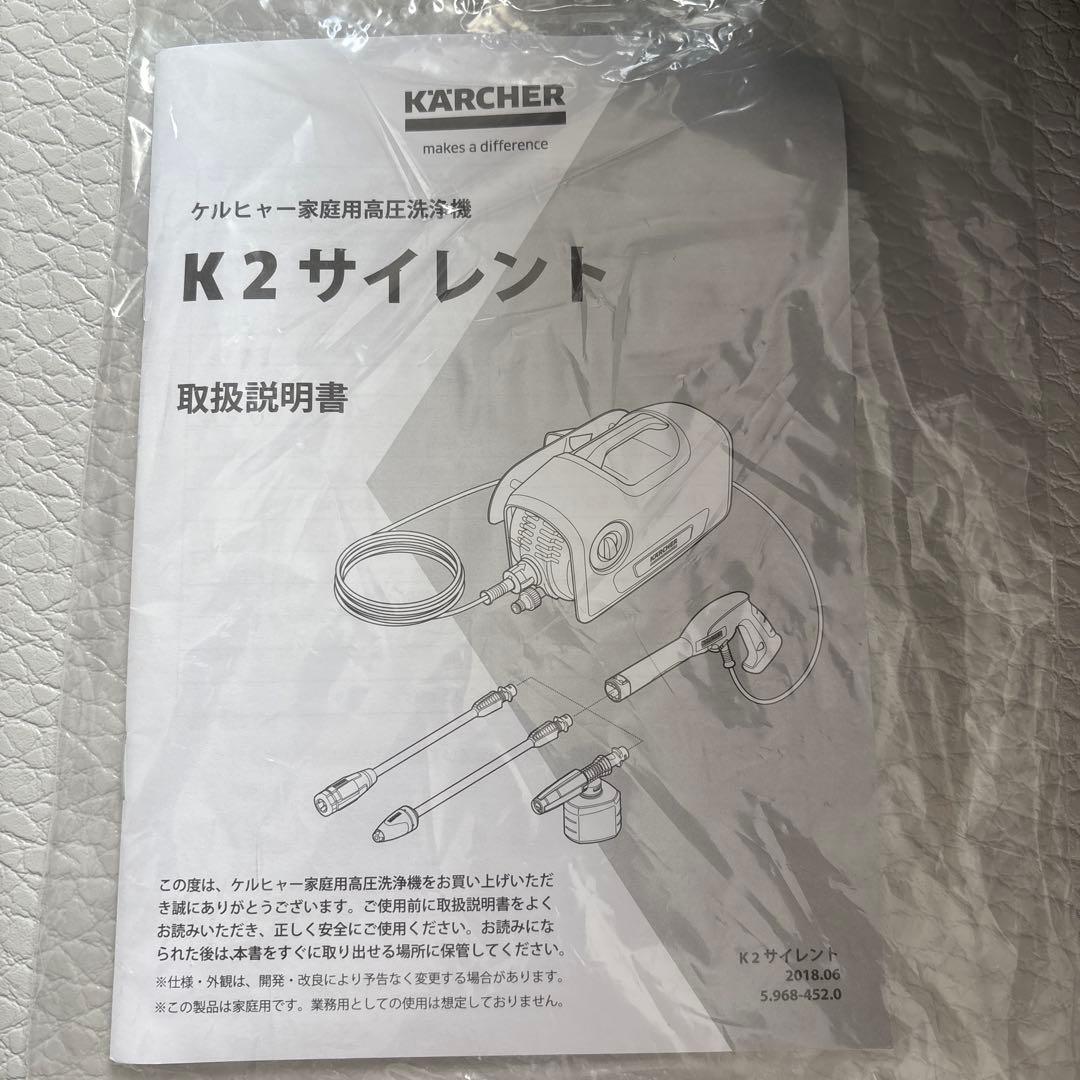 KÄRCHER
makes a difference
ケルヒャー家庭用高圧洗浄機
K 2 サイレント
取扱説明書
KÄRCHER
この度は、ケルヒャー家庭用高圧洗浄機をお買い上げいただ
き誠にありがとうございます。ご使用前に取扱説明書をよく
お読みいただき、正しく安全にご使用ください。お読みにな
られた後は、本書をすぐに取り出せる場所に保管してください。
※仕様・外観は、開発・改良により予告なく変更する場合があります。
※この製品は家庭用です。業務用としての使用は想定しておりません。
K 2 サイレント
2018.06
5.968-452.0